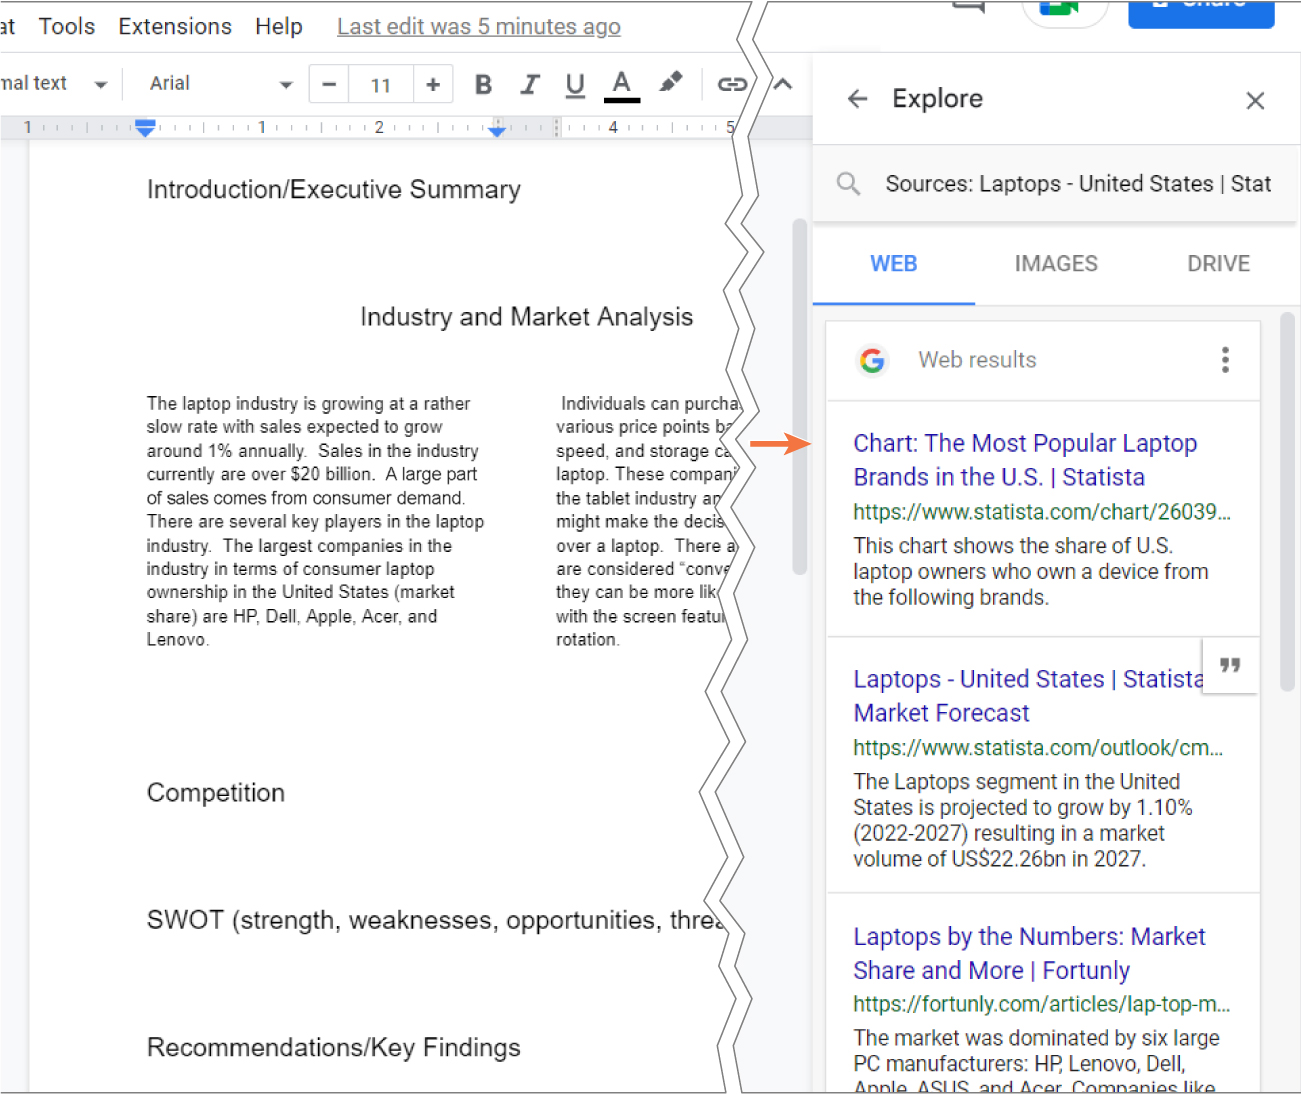 at Tools Extensions Help Last edit was 5 minutes ago
Share
mal text Arial − 11 + B I U A
1 1 2 4 5
Introduction/Executive Summary
Industry and Market Analysis
The laptop industry is growing at a rather
slow rate with sales expected to grow
around 1% annually. Sales in the industry
currently are over $20 billion. A large part
of sales comes from consumer demand.
There are several key players in the laptop
industry. The largest companies in the
industry in terms of consumer laptop
ownership in the United States (market
share) are HP, Dell, Apple, Acer, and
Lenovo.
Individuals can purcha
various price points ba
speed, and storage ca
laptop. These compani
the tablet industry an
might make the decis
over a laptop. There a
are considered “conve
they can be more lik
with the screen featu
rotation.
Competition
SWOT (strength, weaknesses, opportunities, threa
Recommendations/Key Findings
Explore
Sources: Laptops - United States | Stat
WEB IMAGES DRIVE
G Web results
Chart: The Most Popular Laptop
Brands in the U.S. | Statista
https://www.statista.com/chart/26039...
This chart shows the share of U.S.
laptop owners who own a device from
the following brands.
Laptops - United States | Statista
Market Forecast
https://www.statista.com/outlook/cm...
The Laptops segment in the United
States is projected to grow by 1.10%
(2022-2027) resulting in a market
volume of US$22.26bn in 2027.
Laptops by the Numbers: Market
Share and More | Fortunly
https://fortunly.com/articles/lap-top-m...
The market was dominated by six large
PC manufacturers: HP, Lenovo, Dell,
Apple, ASUS, and Acer. Companies like